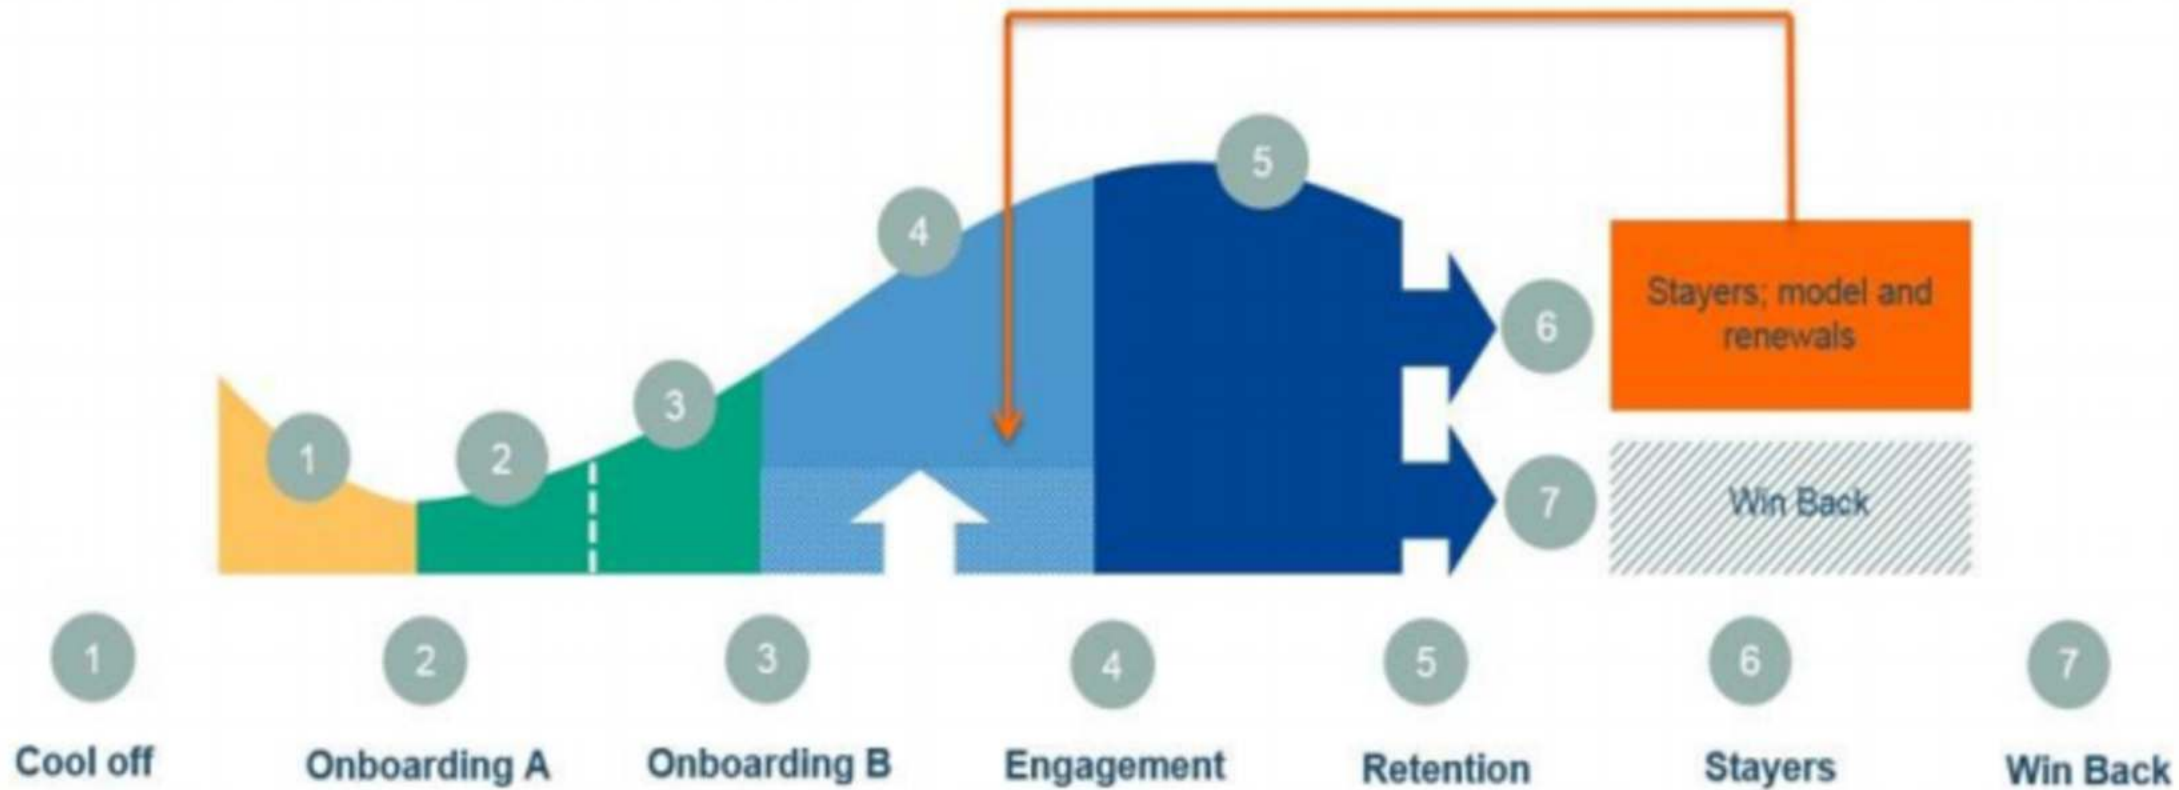 5
4
6
Stayers; model and
renewals
3
1
2
7
Win Back
1
2
3
4
5
6
7
Cool off
Onboarding A
Onboarding B
Engagement
Retention
Stayers
Win Back